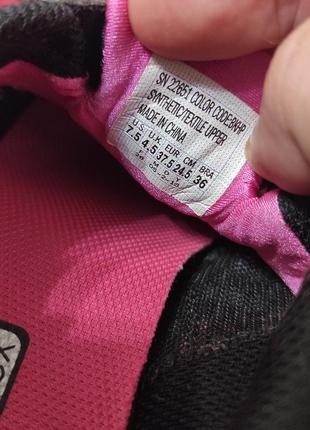 SN 22651 COLOR CODE:BKHP
SYNTHETIC/TEXTILE UPPER
MADE IN CHINA
US UK EUR CM BRA
7.5 4.5 37.5 24.5 36
M D Y